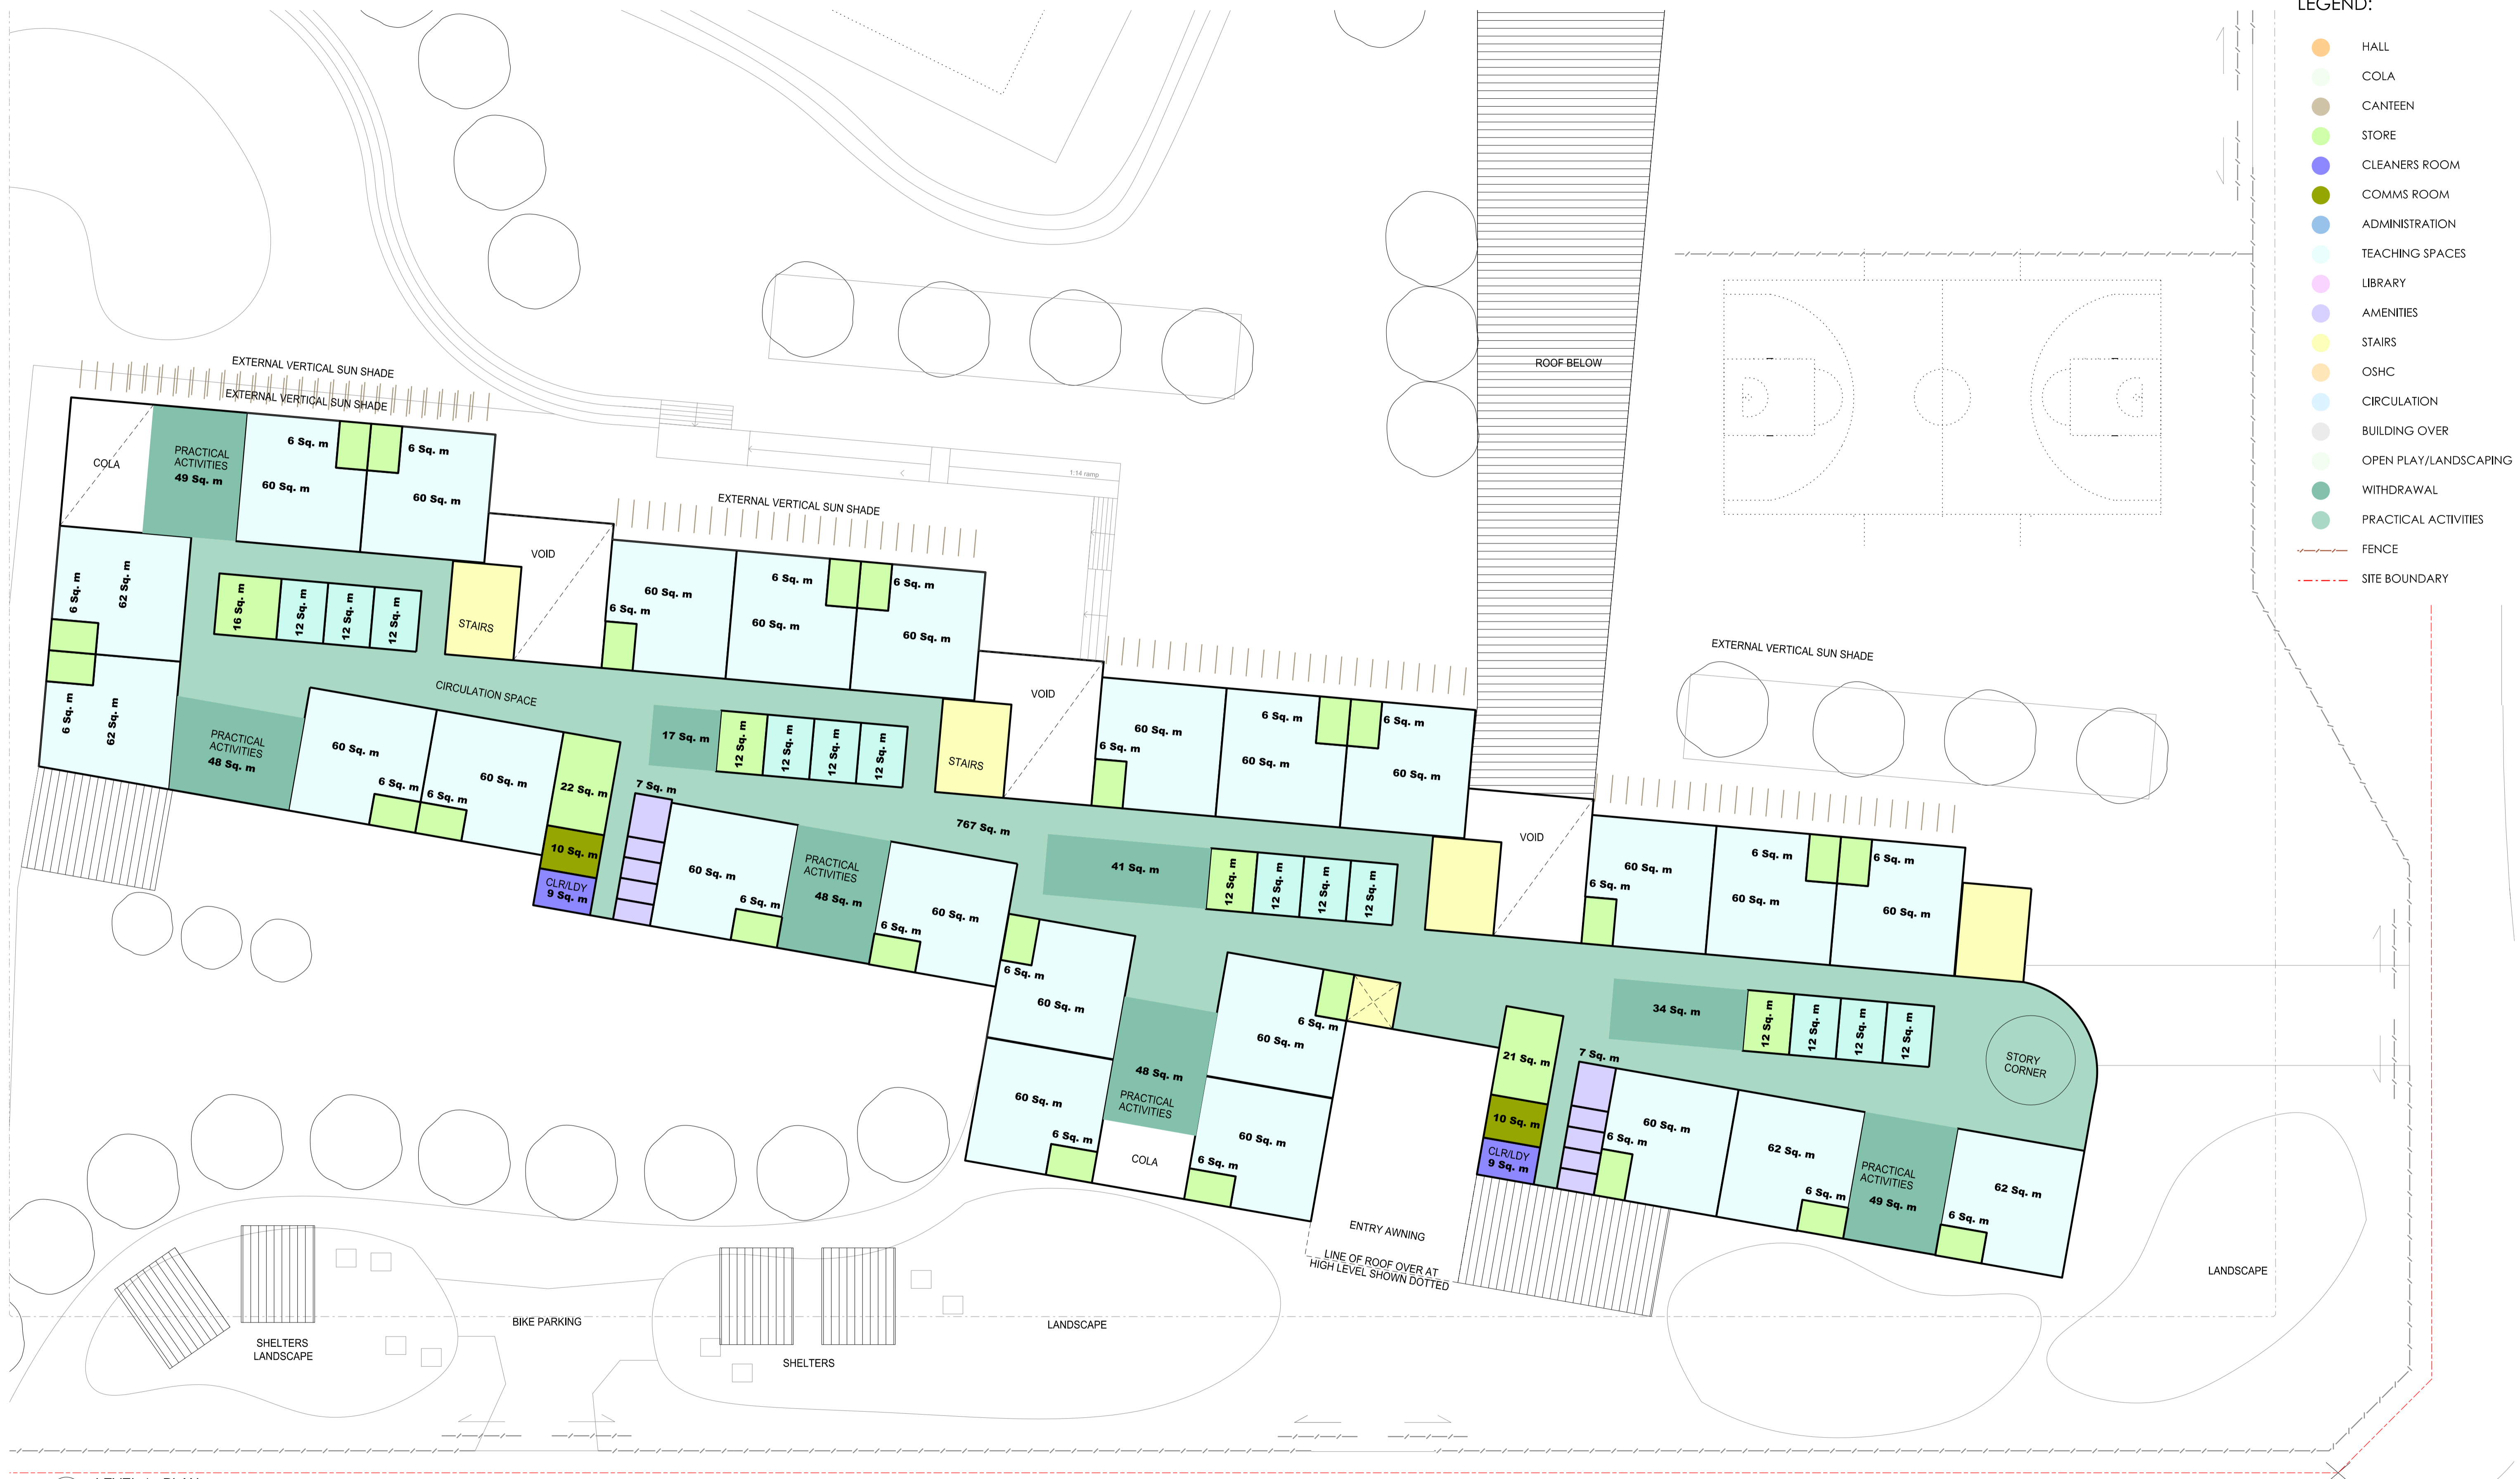 LEGEND:
HALL
COLA
CANTEEN
STORE
CLEANERS ROOM
COMMS ROOM
ADMINISTRATION
TEACHING SPACES
LIBRARY
AMENITIES
STAIRS
OSHC
CIRCULATION
BUILDING OVER
OPEN PLAY/LANDSCAPING
WITHDRAWAL
PRACTICAL ACTIVITIES
FENCE
SITE BOUNDARY
EXTERNAL VERTICAL SUN SHADE
EXTERNAL VERTICAL SUN SHADE
COLA
PRACTICAL
ACTIVITIES
49 Sq. m
6 Sq. m
60 Sq. m
6 Sq. m
60 Sq. m
6 Sq. m
62 Sq. m
6 Sq. m
62 Sq. m
16 Sq. m
12 Sq. m
12 Sq. m
12 Sq. m
STAIRS
VOID
1:14 ramp
EXTERNAL VERTICAL SUN SHADE
60 Sq. m
6 Sq. m
6 Sq. m
60 Sq. m
6 Sq. m
60 Sq. m
CIRCULATION SPACE
PRACTICAL
ACTIVITIES
48 Sq. m
60 Sq. m
6 Sq. m
60 Sq. m
6 Sq. m
22 Sq. m
10 Sq. m
CLR/LDY
9 Sq. m
17 Sq. m
12 Sq. m
12 Sq. m
12 Sq. m
12 Sq. m
STAIRS
VOID
7 Sq. m
60 Sq. m
6 Sq. m
PRACTICAL
ACTIVITIES
48 Sq. m
60 Sq. m
6 Sq. m
767 Sq. m
ROOF BELOW
60 Sq. m
6 Sq. m
6 Sq. m
60 Sq. m
6 Sq. m
60 Sq. m
41 Sq. m
12 Sq. m
12 Sq. m
12 Sq. m
12 Sq. m
VOID
EXTERNAL VERTICAL SUN SHADE
60 Sq. m
6 Sq. m
6 Sq. m
60 Sq. m
6 Sq. m
60 Sq. m
6 Sq. m
60 Sq. m
60 Sq. m
6 Sq. m
48 Sq. m
PRACTICAL
ACTIVITIES
COLA
6 Sq. m
60 Sq. m
60 Sq. m
6 Sq. m
34 Sq. m
12 Sq. m
12 Sq. m
12 Sq. m
12 Sq. m
STORY
CORNER
21 Sq. m
10 Sq. m
CLR/LDY
9 Sq. m
7 Sq. m
60 Sq. m
6 Sq. m
62 Sq. m
6 Sq. m
PRACTICAL
ACTIVITIES
49 Sq. m
62 Sq. m
6 Sq. m
ENTRY AWNING
LINE OF ROOF OVER AT
HIGH LEVEL SHOWN DOTTED
LANDSCAPE
SHELTERS
LANDSCAPE
BIKE PARKING
SHELTERS
LANDSCAPE